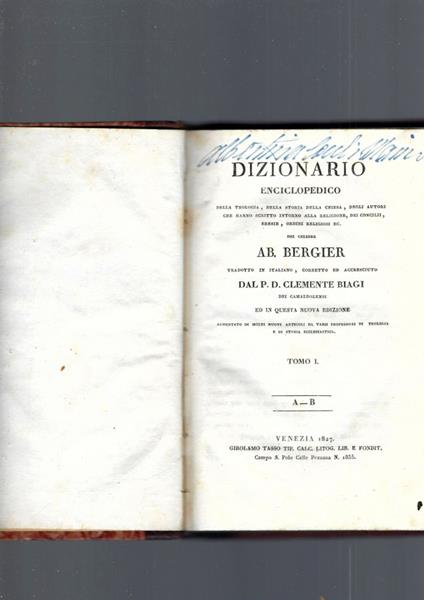 DIZIONARIO
ENCICLOPEDICO
DELLA TEOLOGIA, DELLA STORIA DELLA CHIESA, DEGLI AUTORI
CHE HANNO SCRITTO INTORNO ALLA RELIGIONE, DEI CONCILII,
ERESIE, ORDINI RELIGIOSI EC.
DEL CELEBRE
AB. BERGIER
TRADOTTO IN ITALIANO, CORRETTO ED ACCRESCIUTO
DAL P. D. CLEMENTE BIAGI
DEI CAMALDOLENSI
ED IN QUESTA NUOVA EDIZIONE
AUMENTATO DI MOLTI NUOVI ARTICOLI DA VARII PROFESSORI DI TEOLOGIA
E DI STORIA ECCLESIASTICA.
TOMO I.
A—B
VENEZIA 1827.
GIROLAMO TASSO TIP. CALC. LITOG. LIB. E FONDIT.
Campo S. Polo Calle N. 1855.